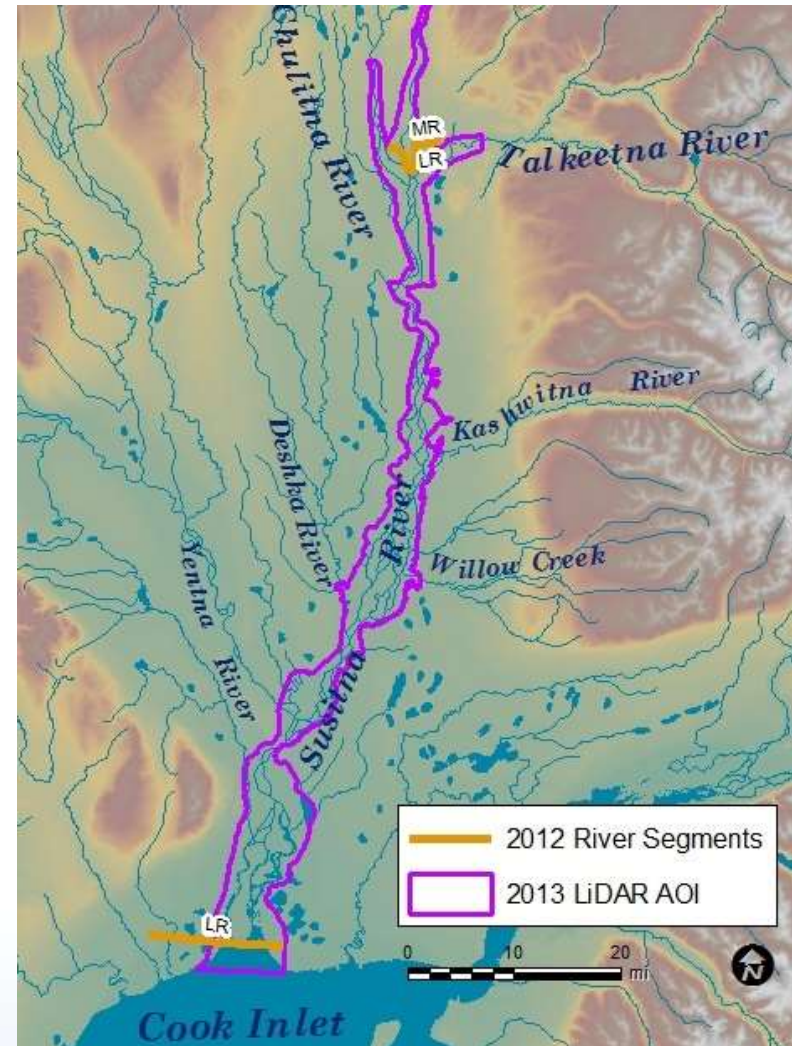 Chulitna River
MR
LR
Talkeetna River
Kashwitna River
Deshka River
River
Willow Creek
Yentna River
Susitna
2012 River Segments
2013 LiDAR AOI
LR
0 10 20
mi
N
Cook Inlet